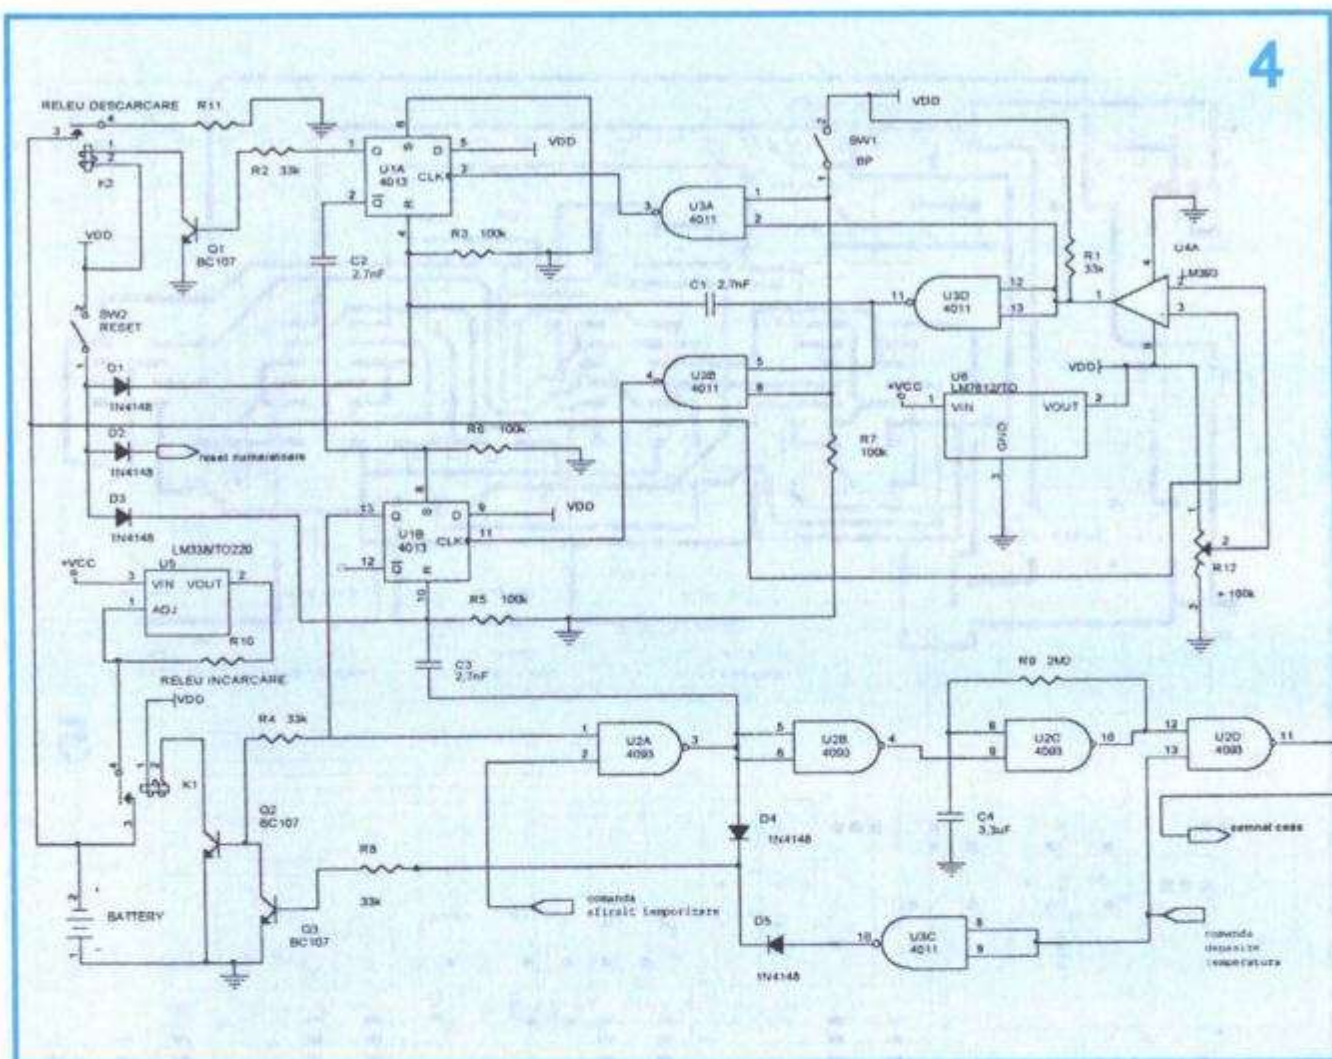 4
RELEU DESCARCARE
R11
VDD
SW1
BP
R2 33k
U1A
4013
CLK
VDD
U3A
4011
R3 100k
VDD
Q1
BC107
C2
2.7nF
R1
33k
U4A
C1 2,7nF
U3D
4011
SW2
RESET
D1
1N4148
4011
VDD
U6
LM7812/TO
+VCC
VIN
VOUT
GND
R6 100k
R7
100k
D2
1N4148
reset numaratoare
D3
1N4148
U1B
4013
CLK
VDD
LM338/TO220
U5
+VCC
VIN
VOUT
ADJ
R10
R5 100k
R12
100k
C3
2,7nF
RELEU INCARCARE
VDD
R9 2M2
R4 33k
U2A
4093
U2B
4093
U2C
4093
U2D
4093
K1
Q2
BC107
D4
1N4148
C4
3,3uF
semnal ceas
R8
33k
BATTERY
Q3
BC107
comanda
sfirsit temporizare
D5
1N4148
U3C
4011
comanda
depasire
temperatura